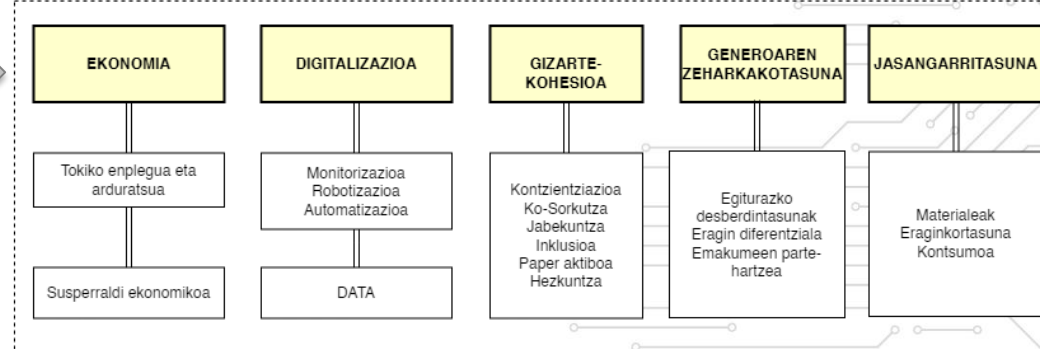 EKONOMIA
Tokiko enplegua eta
arduratsua
Susperraldi ekonomikoa
DIGITALIZAZIOA
Monitorizazioa
Robotizazioa
Automatizazioa
DATA
GIZARTE-
KOHESIOA
Kontzientziazioa
Ko-Sorkutza
Jabekuntza
Inklusioa
Paper aktiboa
Hezkuntza
GENEROAREN
ZEHARKAKOTASUNA
Egiturazko
desberdintasunak
Eragin diferentziala
Emakumeen parte-
hartzea
JASANGARRITASUNA
Materialeak
Eraginkortasuna
Kontsumoa